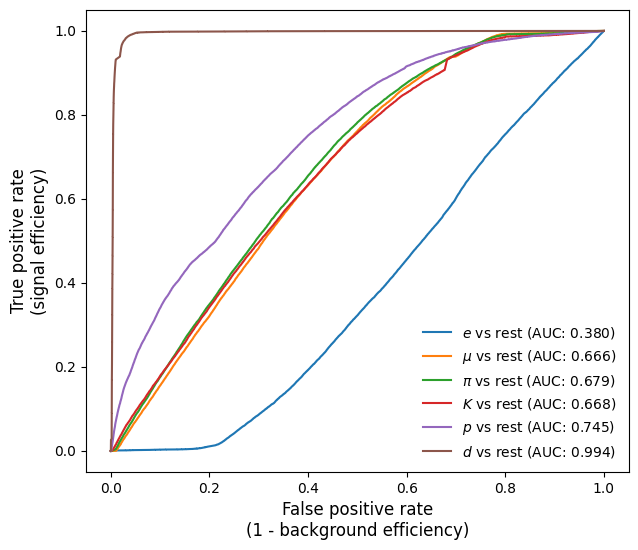 1.0
0.8
0.6
0.4
0.2
0.0
True positive rate
(signal efficiency)
e vs rest (AUC: 0.380)
μ vs rest (AUC: 0.666)
π vs rest (AUC: 0.679)
K vs rest (AUC: 0.668)
p vs rest (AUC: 0.745)
d vs rest (AUC: 0.994)
0.0 0.2 0.4 0.6 0.8 1.0
False positive rate
(1 - background efficiency)